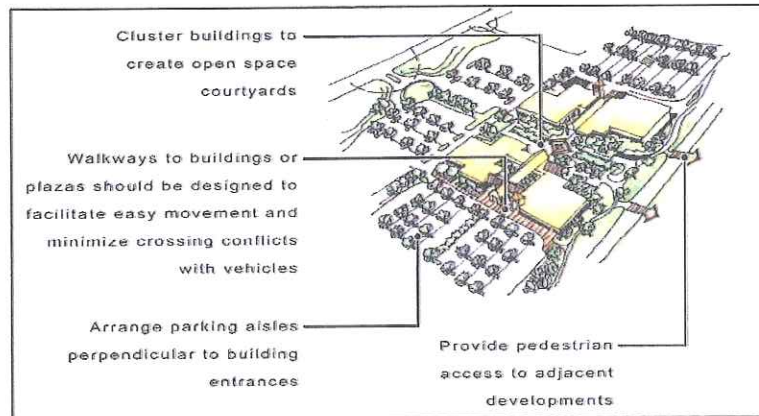 Cluster buildings to
create open space
courtyards
Walkways to buildings or
plazas should be designed to
facilitate easy movement and
minimize crossing conflicts
with vehicles
Arrange parking aisles
perpendicular to building
entrances
Provide pedestrian
access to adjacent
developments